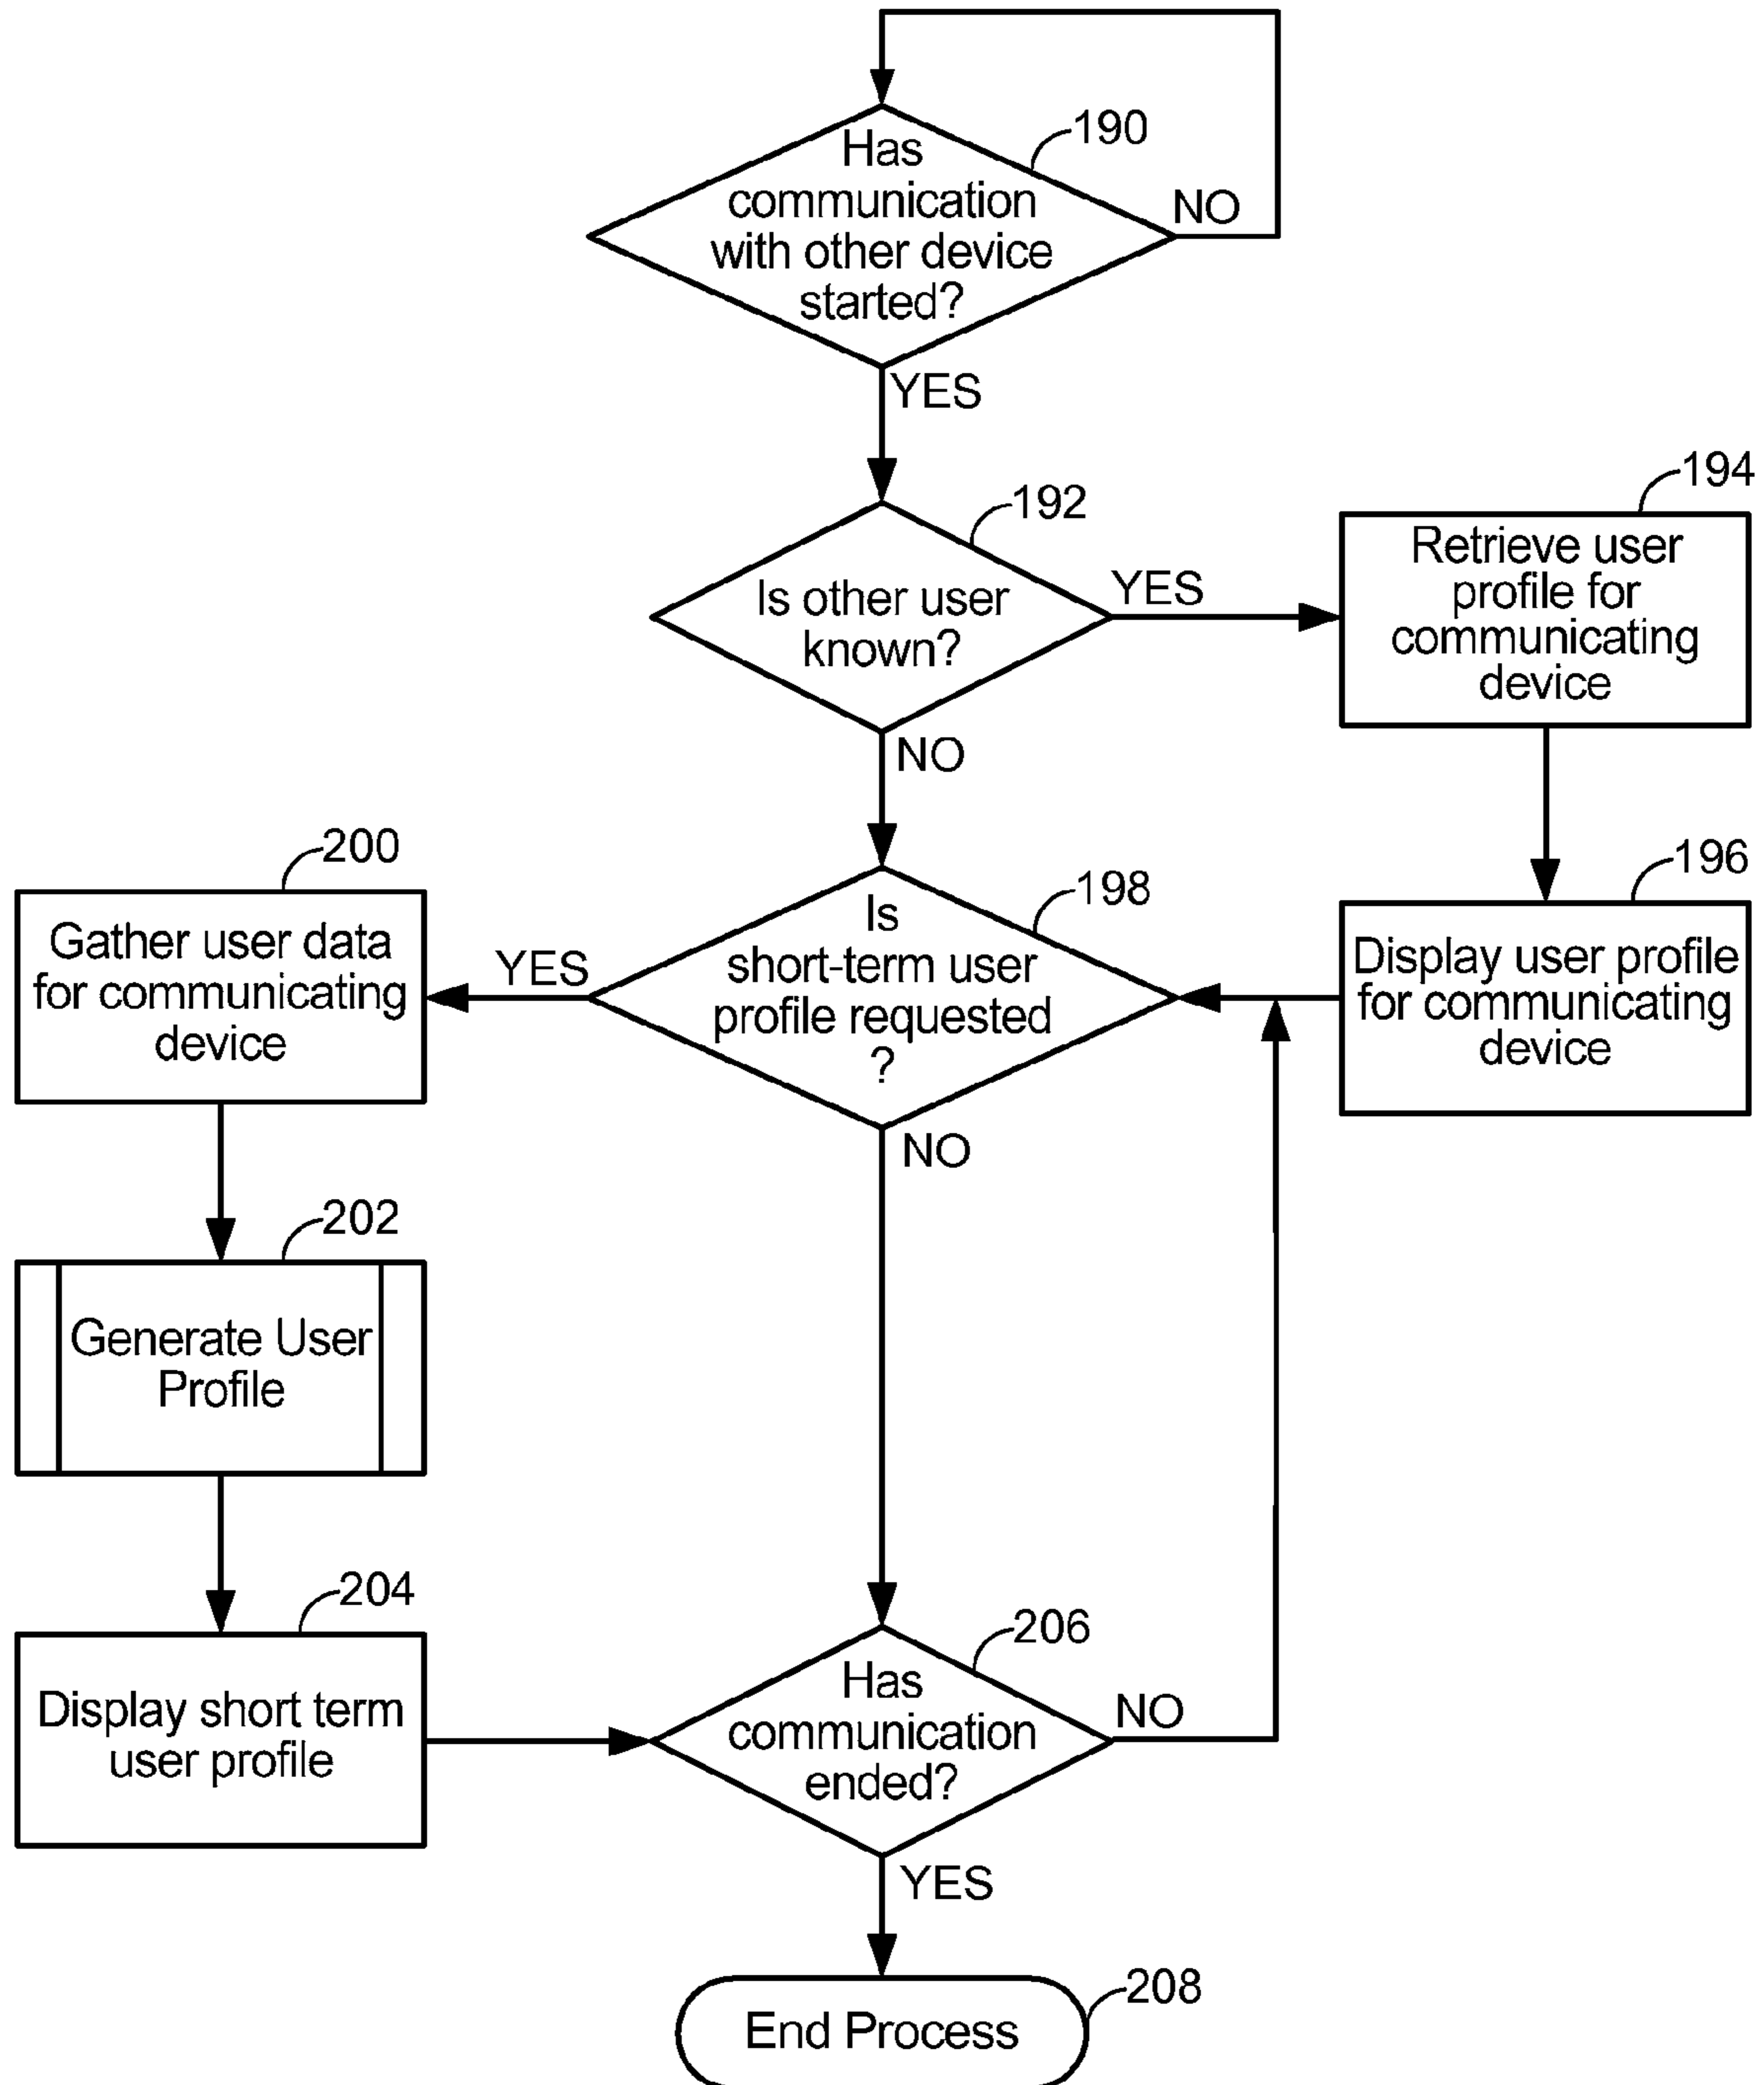 190
Has
communication
with other device
started?
NO
YES
192
Is other user
known?
YES
NO
194
Retrieve user
profile for
communicating
device
196
Display user profile
for communicating
device
198
Is
short-term user
profile requested
?
YES
NO
200
Gather user data
for communicating
device
202
Generate User
Profile
204
Display short term
user profile
206
Has
communication
ended?
NO
YES
208
End Process